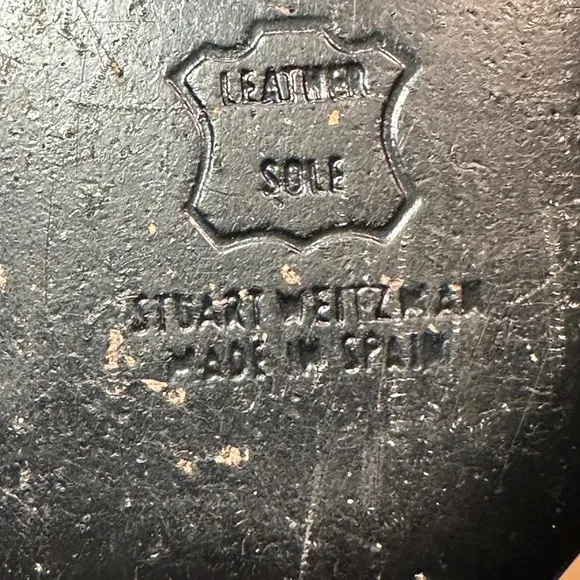 LEATHER
SOLE
STUART WEITZMAN
MADE IN SPAIN